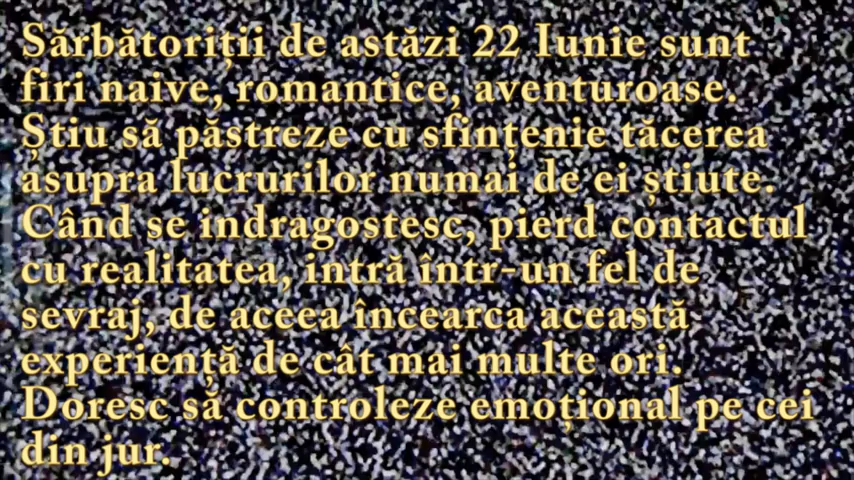 Sărbătoriții de astăzi 22 Iunie sunt
firi naive, romantice, aventuroase.
Știu să păstreze cu sfințenie tăcerea
asupra lucrurilor numai de ei știute.
Când se indragostesc, pierd contactul
cu realitatea, intră într-un fel de
sevraj, de aceea încearca această
experiență de cât mai multe ori.
Doresc să controleze emoțional pe cei
din jur.